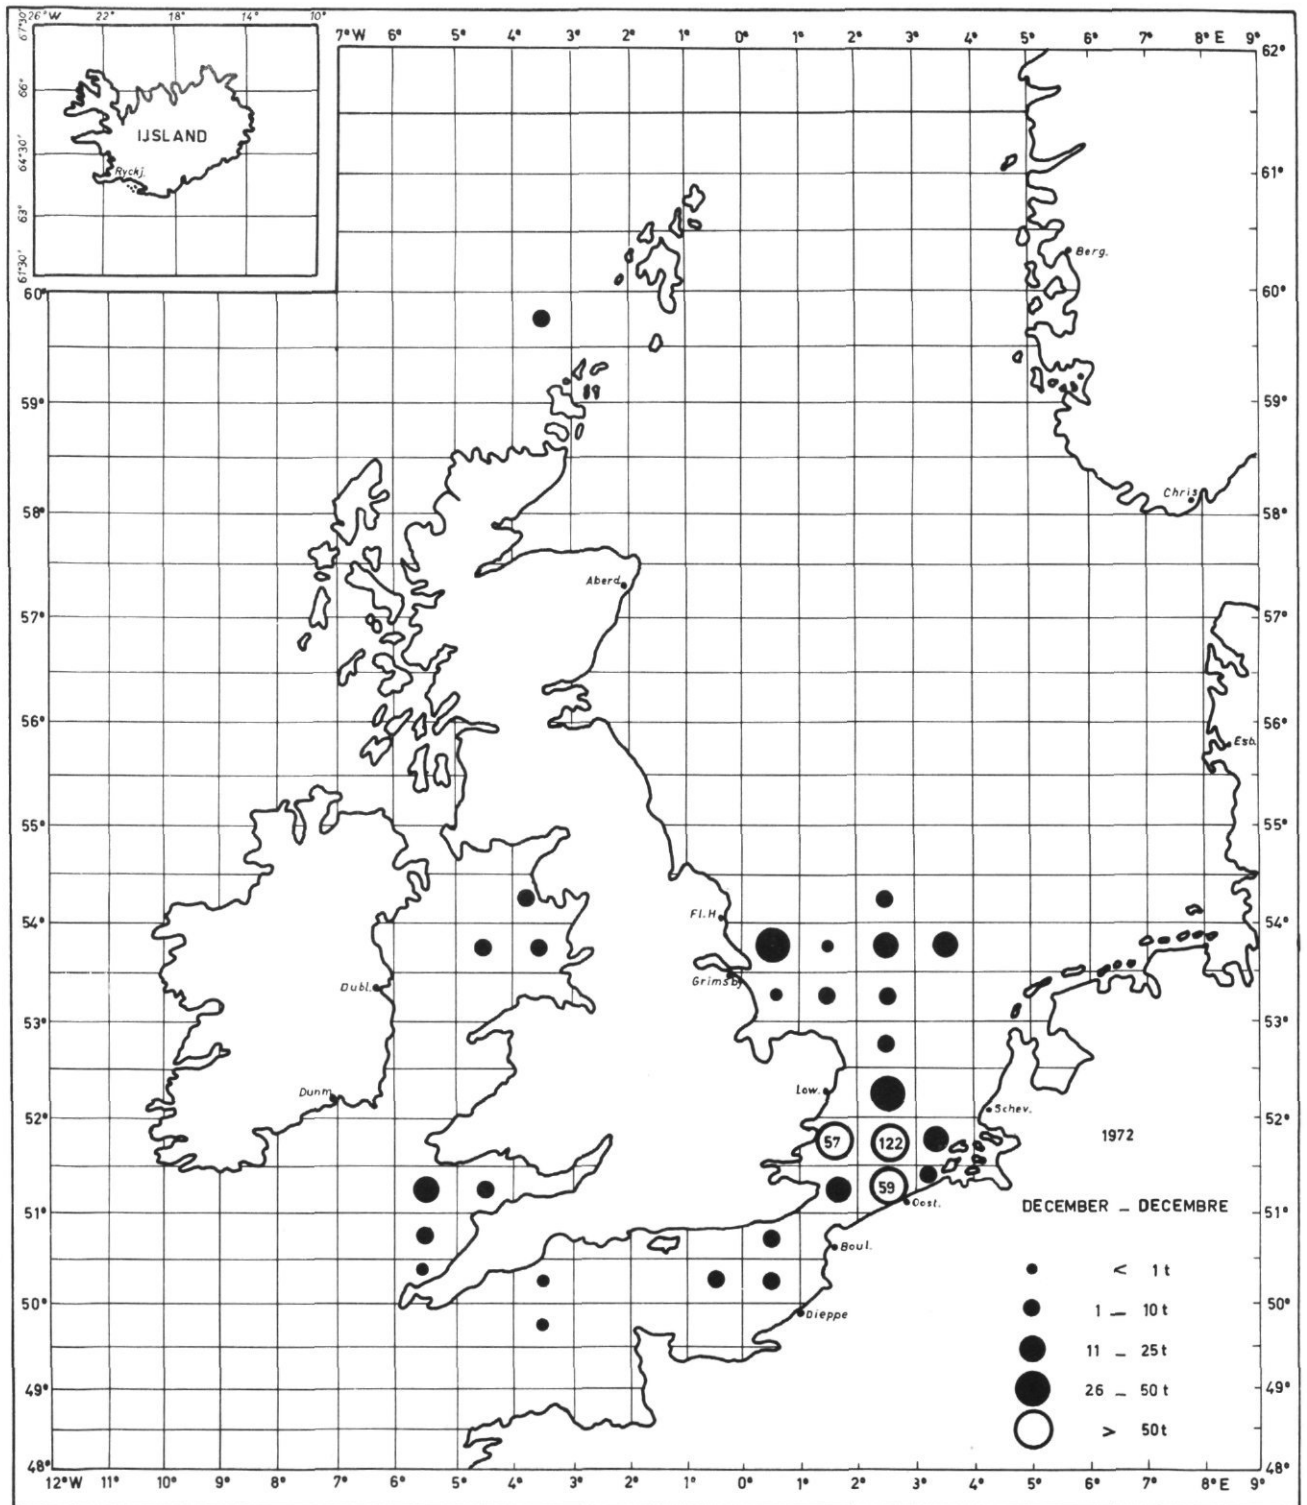 26°W 22° 18° 14° 10°
67°30'
66°
64°30'
63°
61°30'
IJSLAND
Ryckj.
7°W 6° 5° 4° 3° 2° 1° 0° 1° 2° 3° 4° 5° 6° 7° 8°E 9°
62°
61°
Berg.
60° 60°
59° 59°
Chris
58° 58°
Aberd.
57° 57°
56° 56°
Esb.
55° 55°
54° 54°
Fl.H
Grimsby
Dubl.
53° 53°
Dunm
Low.
Schev.
52° 52°
57 122
1972
59
Oost.
51° 51°
DECEMBER _ DECEMBRE
Boul.
< 1 t
50° 50°
Dieppe
1 _ 10 t
11 _ 25 t
49° 26 _ 50 t 49°
> 50 t
48° 48°
12°W 11° 10° 9° 8° 7° 6° 5° 4° 3° 2° 1° 0° 1° 2° 3° 4° 5° 6° 7° 8°E 9°